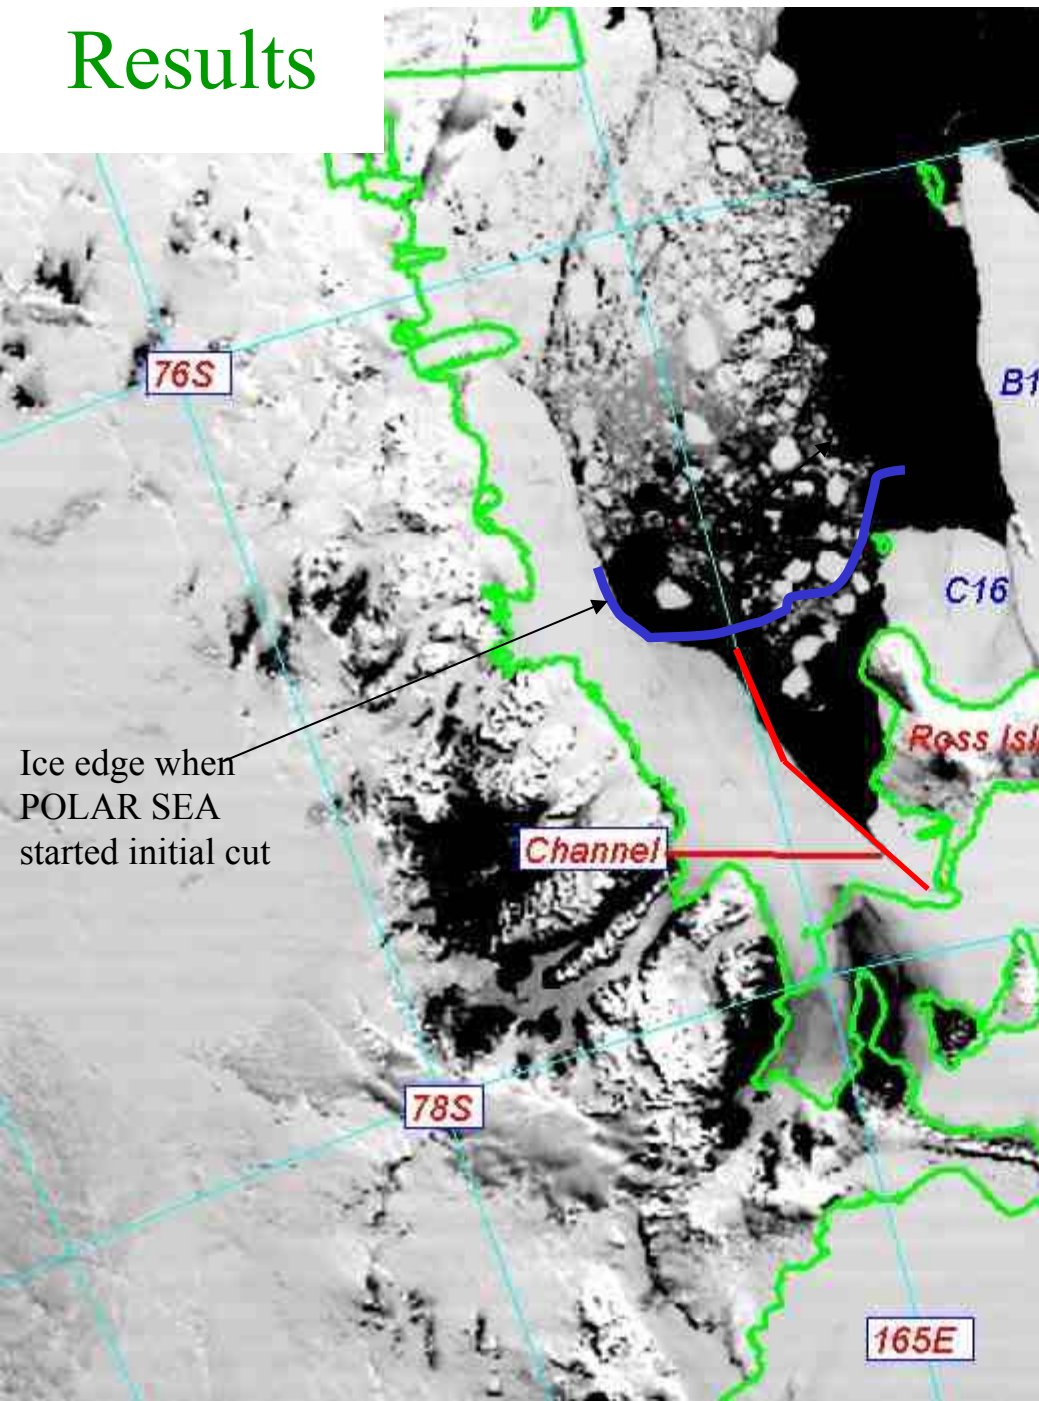 Results
76S
B1
C16
Ross Isl
Ice edge when
POLAR SEA
started initial cut
Channel
78S
165E